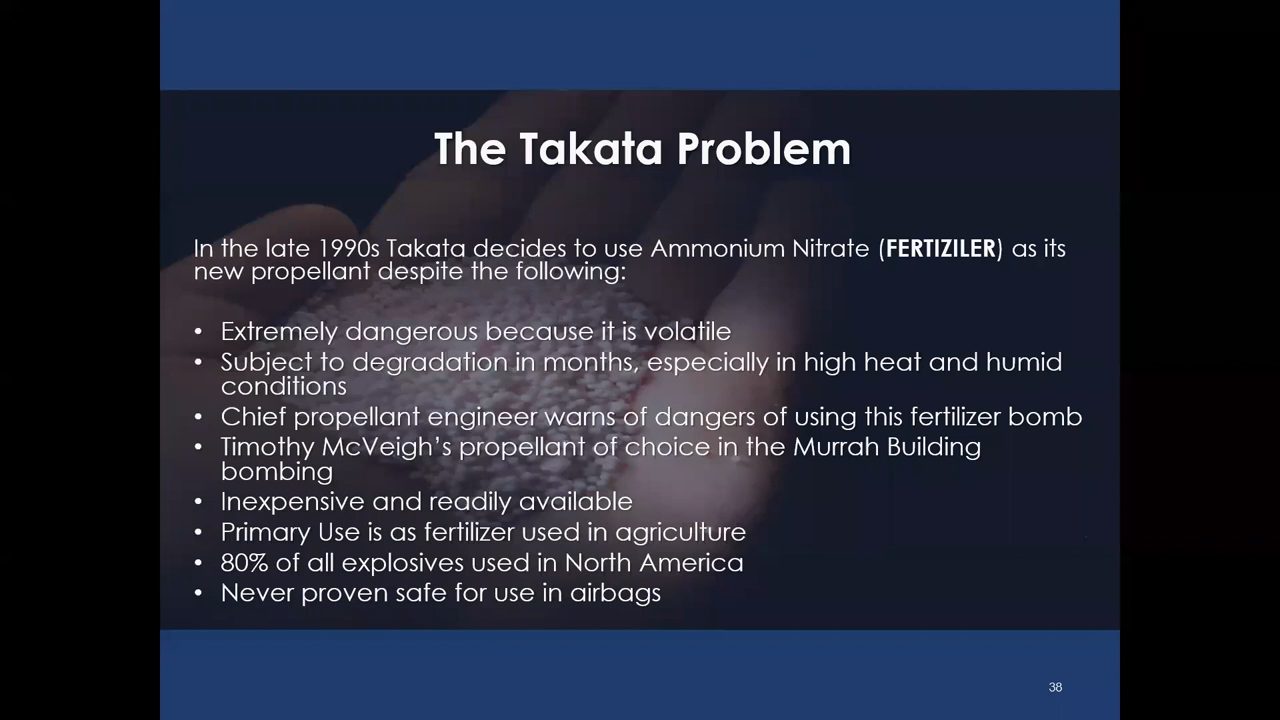 The Takata Problem
In the late 1990s Takata decides to use Ammonium Nitrate (FERTIZILER) as its
new propellant despite the following:
• Extremely dangerous because it is volatile
• Subject to degradation in months, especially in high heat and humid
conditions
• Chief propellant engineer warns of dangers of using this fertilizer bomb
• Timothy McVeigh’s propellant of choice in the Murrah Building
bombing
• Inexpensive and readily available
• Primary Use is as fertilizer used in agriculture
• 80% of all explosives used in North America
• Never proven safe for use in airbags
38